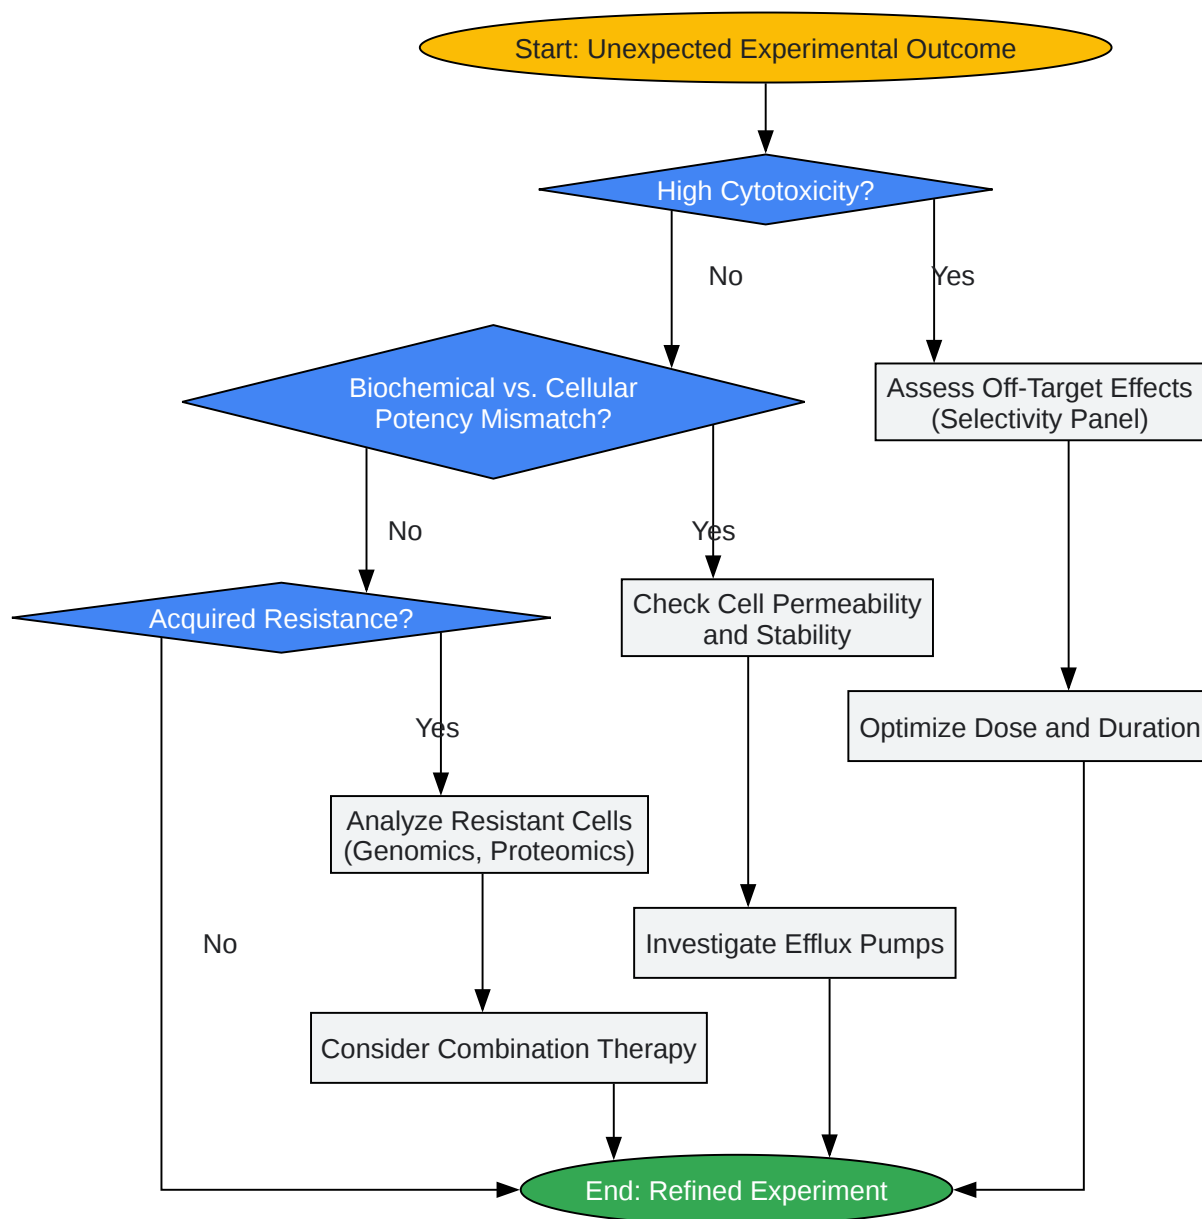 Start: Unexpected Experimental Outcome
High Cytotoxicity?
No
Yes
Biochemical vs. Cellular
Potency Mismatch?
Assess Off-Target Effects
(Selectivity Panel)
No
Yes
Acquired Resistance?
Check Cell Permeability
and Stability
Yes
Optimize Dose and Duration
Analyze Resistant Cells
(Genomics, Proteomics)
No
Investigate Efflux Pumps
Consider Combination Therapy
End: Refined Experiment